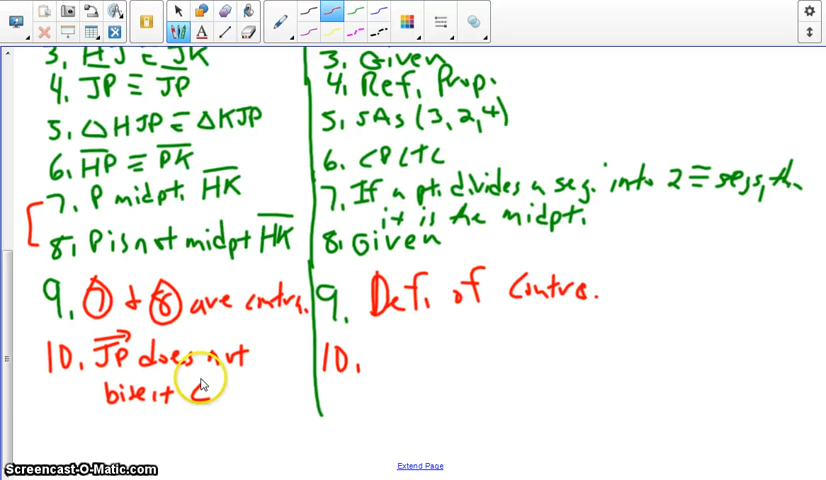 3. HJ ≅ JK 3. Given
4. JP ≅ JP 4. Ref. Prop.
5. △HJP ≅ △KJP 5. SAS (3, 2, 4)
6. HP ≅ PK 6. CPCTC
7. P midpt. HK 7. If a pt. divides a seg. into 2 ≅ segs, th
it is the midpt.
8. P is not midpt HK 8. Given
9. 7 & 8 are contra. 9. Def. of Contra.
10. JP does not 10.
bisect ∠
Extend Page
Screencast-O-Matic.com